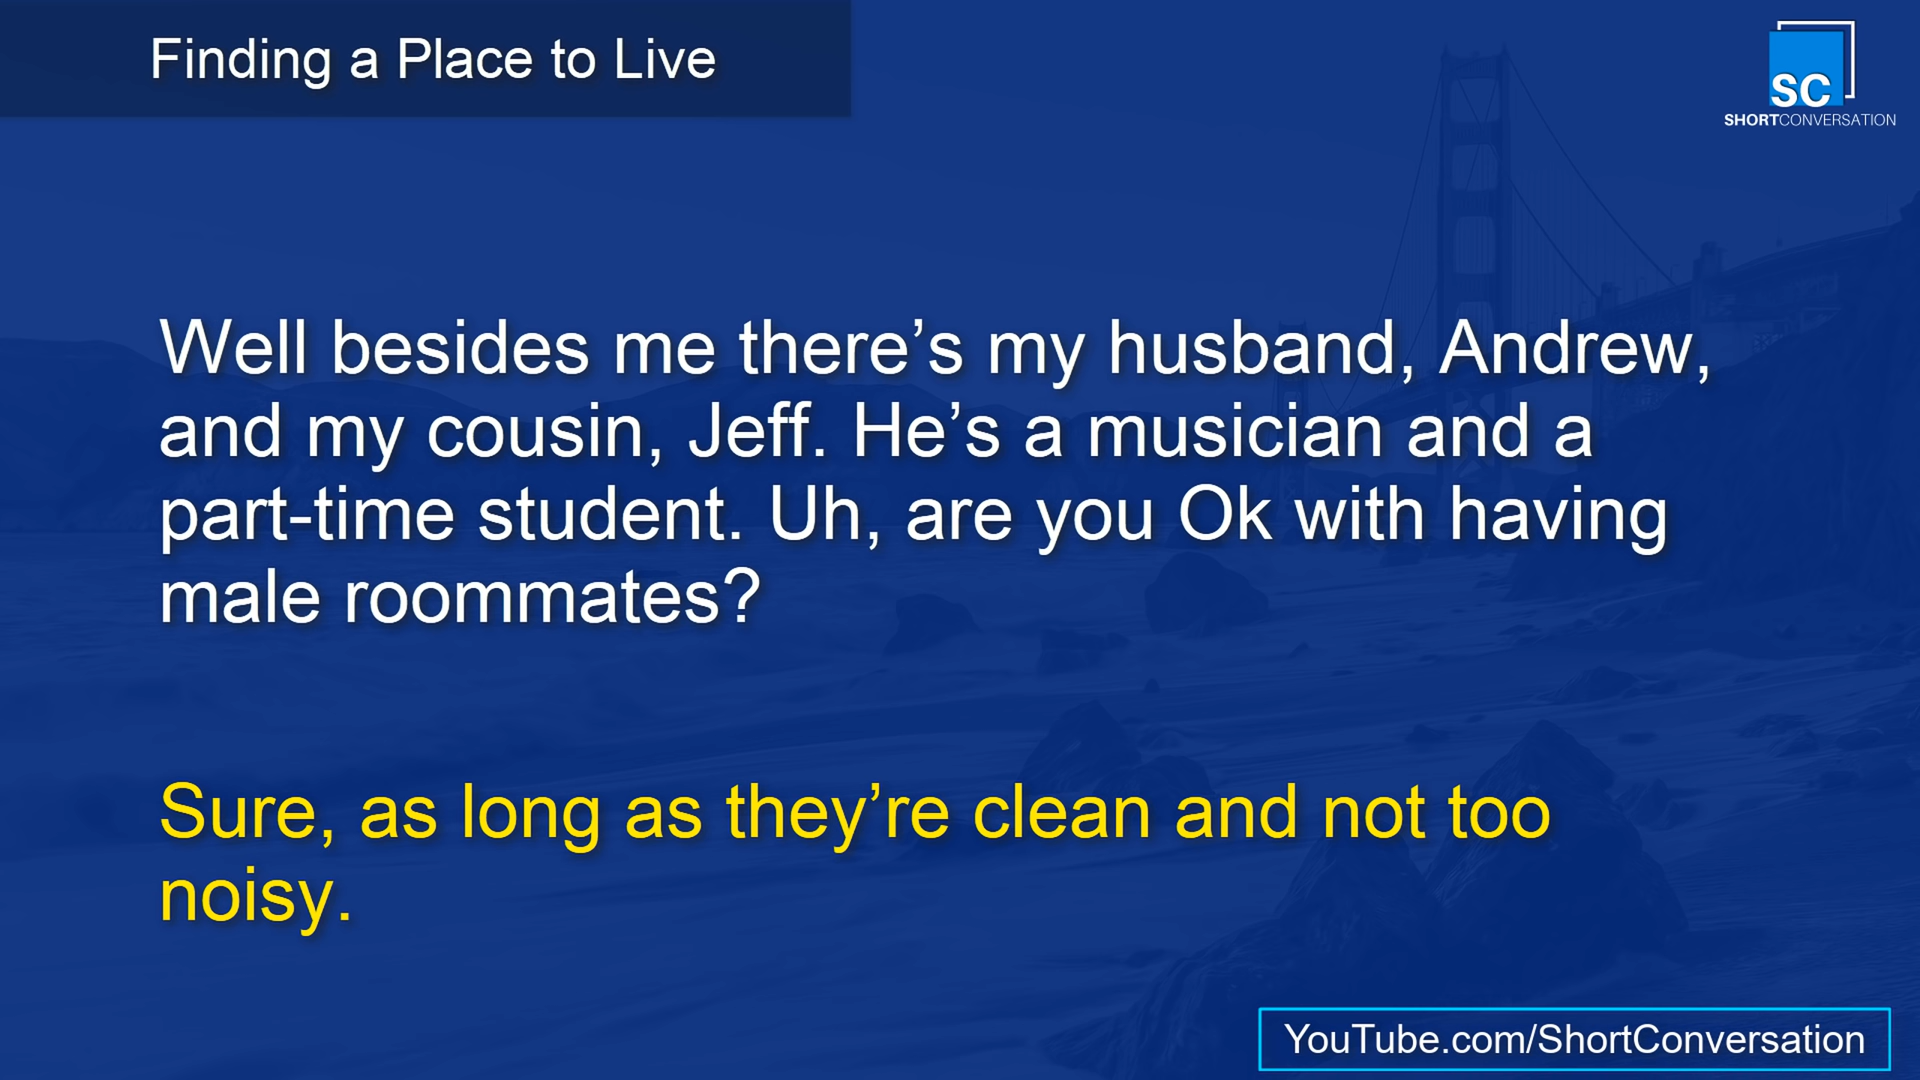 Finding a Place to Live
SC
SHORTCONVERSATION
Well besides me there’s my husband, Andrew,
and my cousin, Jeff. He’s a musician and a
part-time student. Uh, are you Ok with having
male roommates?
Sure, as long as they’re clean and not too
noisy.
YouTube.com/ShortConversation